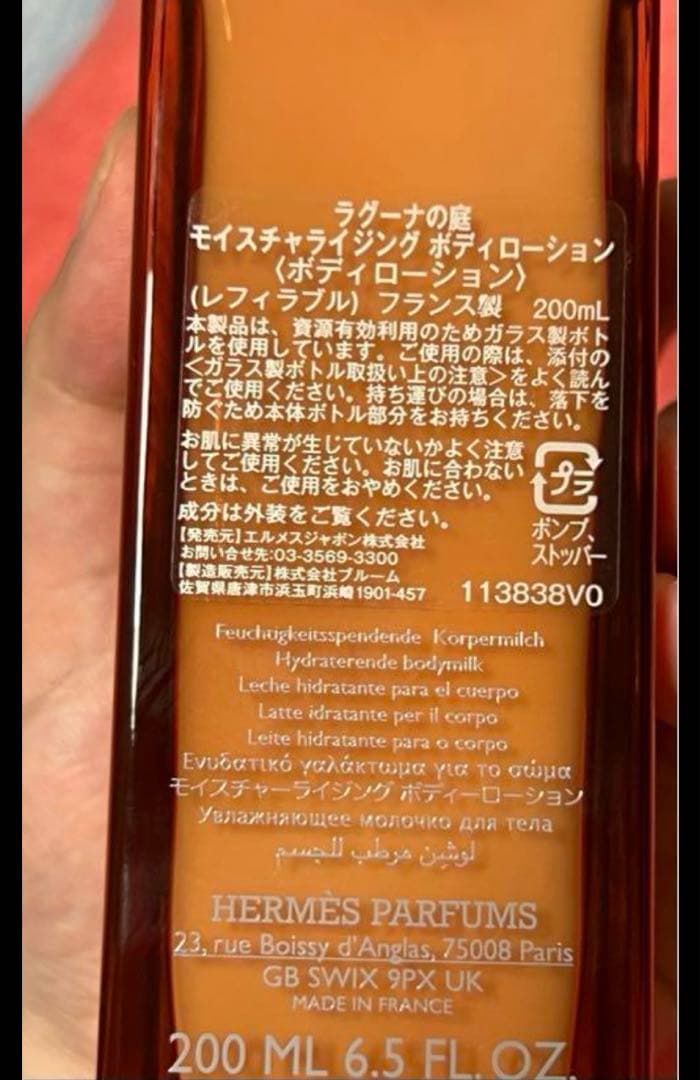 ラグーナの庭
モイスチャライジング ボディローション
〈ボディローション〉
(レフィラブル) フランス製 200mL
本製品は、資源有効利用のためガラス製ボト
ルを使用しています。ご使用の際は、添付の
<ガラス製ボトル取扱い上の注意>をよく読ん
でご使用ください。持ち運びの場合は、落下を
防ぐため本体ボトル部分をお持ちください。
お肌に異常が生じていないかよく注意
してご使用ください。お肌に合わない
ときは、ご使用をおやめください。
プラ
ポンプ、
ストッパー
成分は外装をご覧ください。
【発売元】エルメスジャポン株式会社
お問い合せ先:03-3569-3300
【製造販売元】株式会社ブルーム
佐賀県唐津市浜玉町浜崎1901-457
113838V0
Feuchtigkeitsspendende Korpermilch
Hydraterende bodymilk
Leche hidratante para el cuerpo
Latte idratante per il corpo
Leite hidratante para o corpo
Ενυδατικό γαλάκτωμα για το σώμα
モイスチャーライジング ボディーローション
Увлажняющее молочко для тела
لوشن مرطب للجسم
HERMÈS PARFUMS
23, rue Boissy d'Anglas, 75008 Paris
GB SWIX 9PX UK
MADE IN FRANCE
200 ML 6.5 FL. OZ.